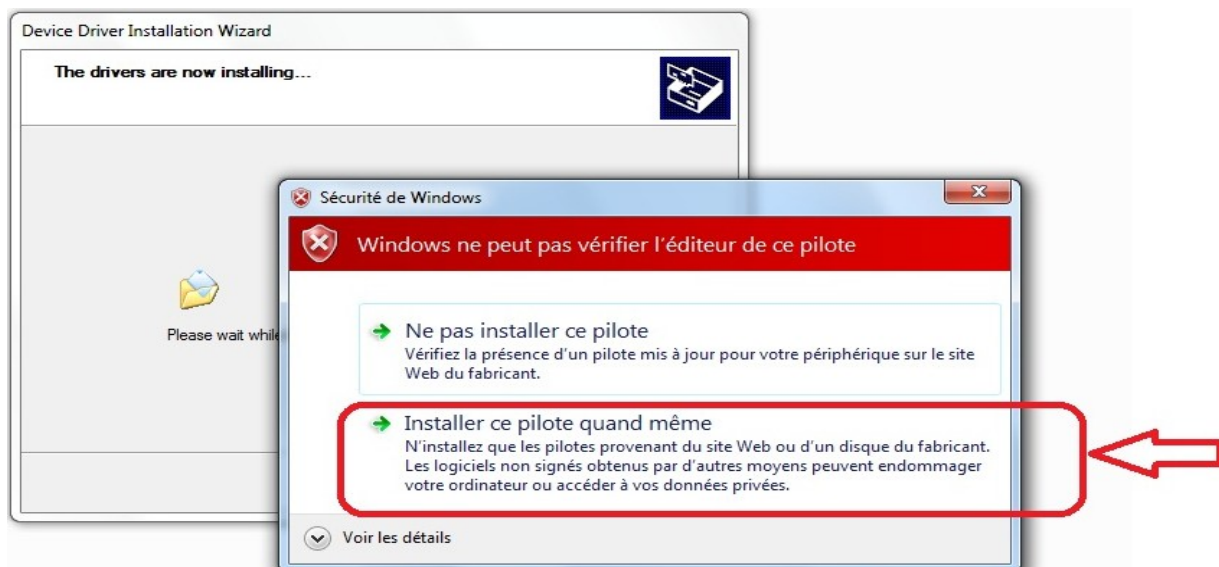 Device Driver Installation Wizard
The drivers are now installing...
Please wait while
Sécurité de Windows
Windows ne peut pas vérifier l'éditeur de ce pilote
Ne pas installer ce pilote
Vérifiez la présence d'un pilote mis à jour pour votre périphérique sur le site
Web du fabricant.
Installer ce pilote quand même
N'installez que les pilotes provenant du site Web ou d'un disque du fabricant.
Les logiciels non signés obtenus par d'autres moyens peuvent endommager
votre ordinateur ou accéder à vos données privées.
Voir les détails